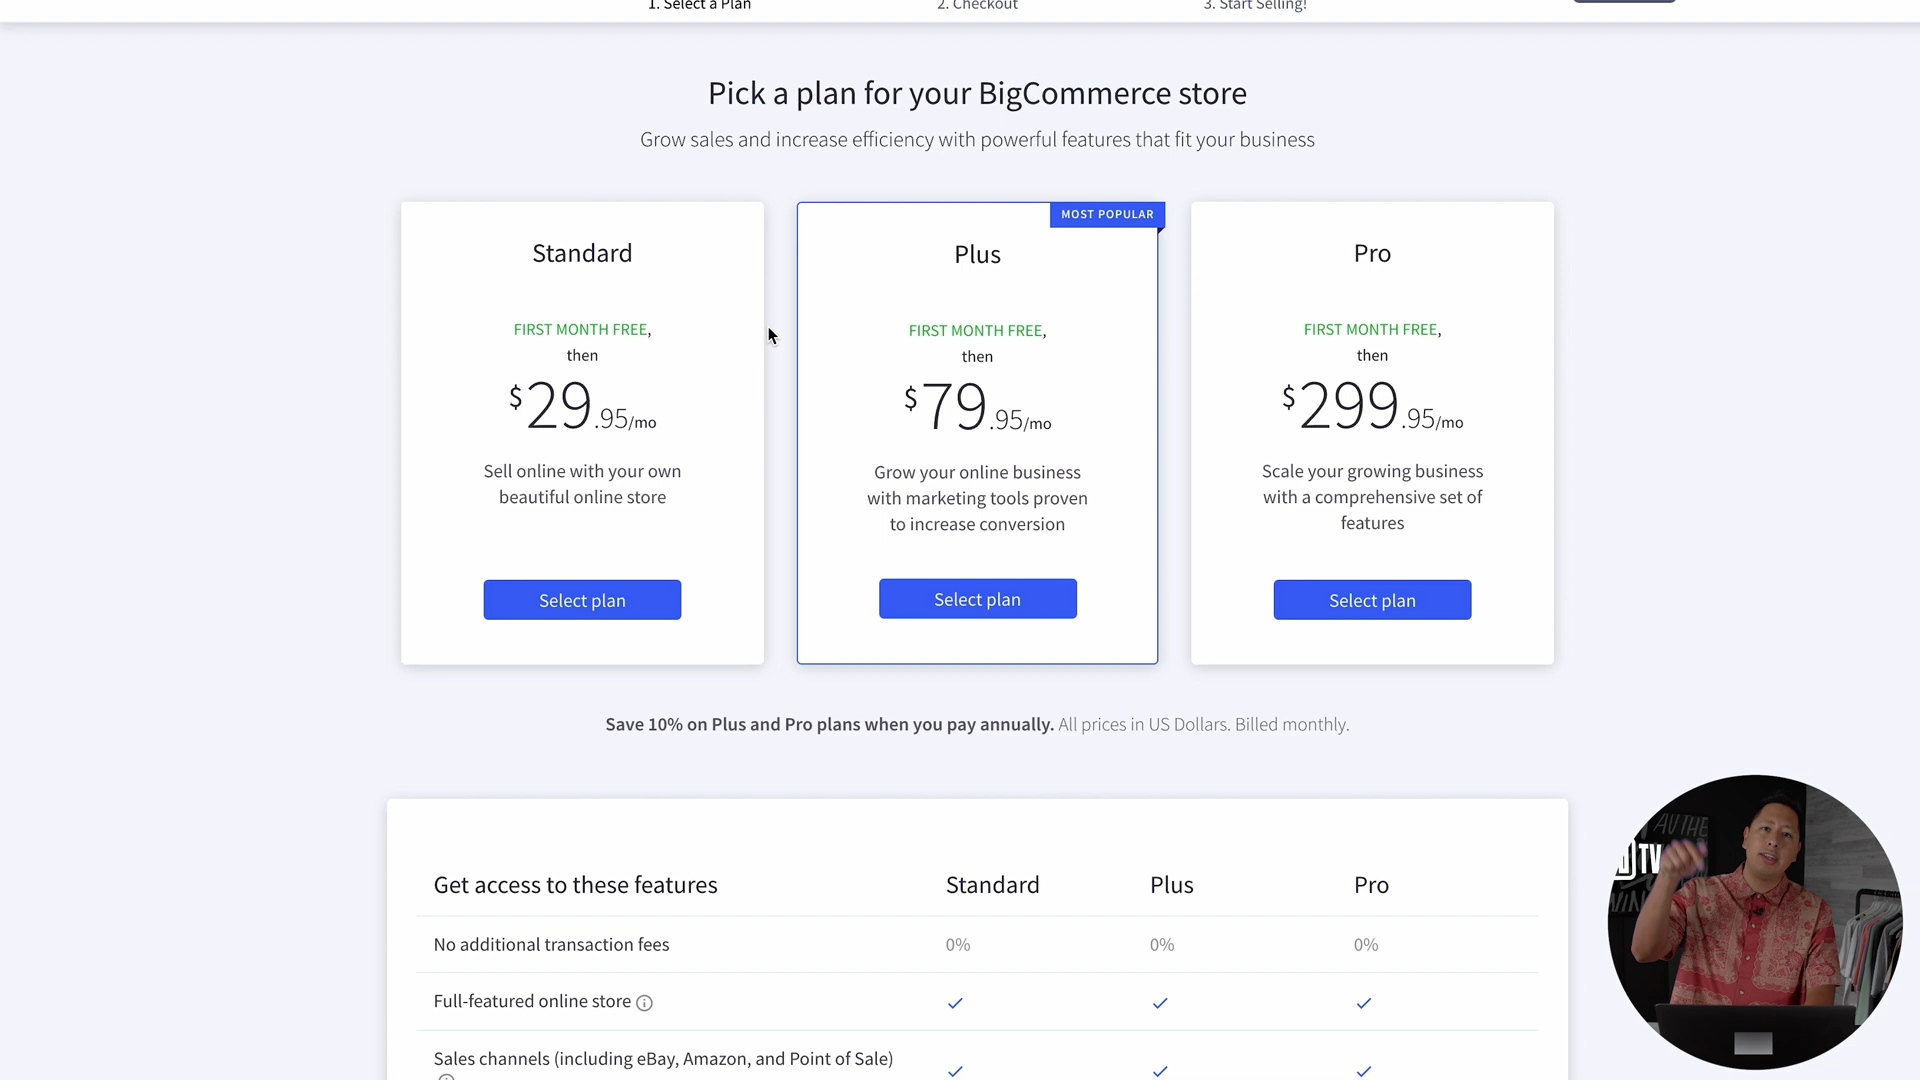 1. Select a Plan
2. Checkout
3. Start Selling!
Pick a plan for your BigCommerce store
Grow sales and increase efficiency with powerful features that fit your business
Standard
FIRST MONTH FREE,
then
$29.95/mo
Sell online with your own
beautiful online store
Select plan
MOST POPULAR
Plus
FIRST MONTH FREE,
then
$79.95/mo
Grow your online business
with marketing tools proven
to increase conversion
Select plan
Pro
FIRST MONTH FREE,
then
$299.95/mo
Scale your growing business
with a comprehensive set of
features
Select plan
Save 10% on Plus and Pro plans when you pay annually. All prices in US Dollars. Billed monthly.
Get access to these features Standard Plus Pro
No additional transaction fees 0% 0% 0%
Full-featured online store
Sales channels (including eBay, Amazon, and Point of Sale)
TV